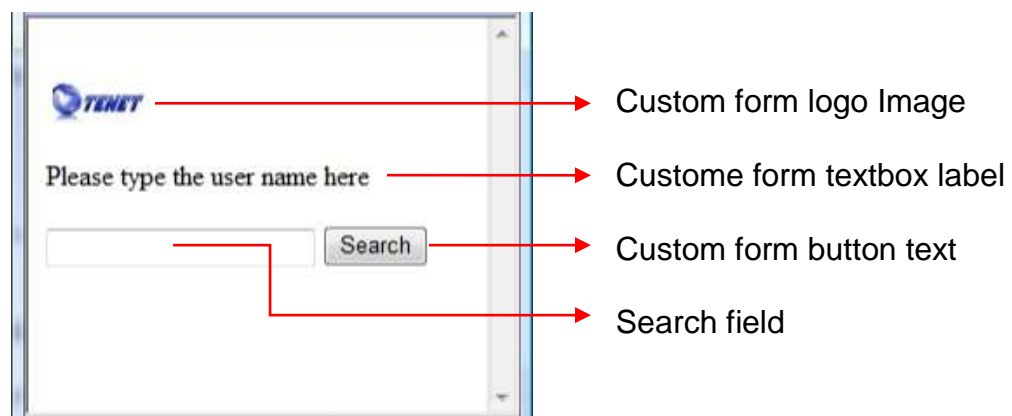 TENET
Custom form logo Image
Please type the user name here
Custome form textbox label
Search
Custom form button text
Search field